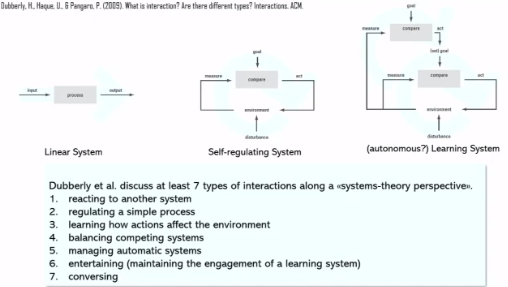 Dubberly, H., Haque, U., & Pangaro, P. (2009). What is interaction? Are there different types? Interactions, ACM.
goal
measure
compare
act
(set) goal
goal
measure
compare
act
measure
compare
act
input
process
output
environment
environment
disturbance
disturbance
Linear System
Self-regulating System
(autonomous?) Learning System
Dubberly et al. discuss at least 7 types of interactions along a «systems-theory perspective».
1. reacting to another system
2. regulating a simple process
3. learning how actions affect the environment
4. balancing competing systems
5. managing automatic systems
6. entertaining (maintaining the engagement of a learning system)
7. conversing